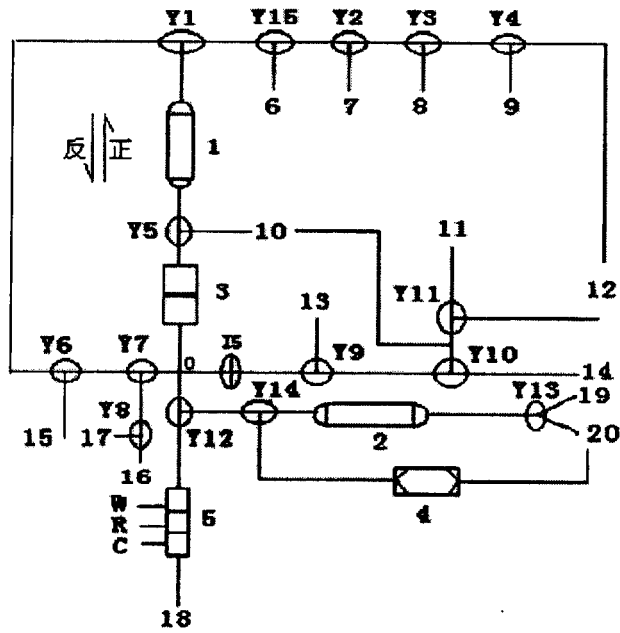 Y1 Y15 Y2 Y3 Y4
6 7 8 9
反 正 1
Y5 10 11
3 13 Y11 12
Y6 Y7 0 I5 Y9 Y10 14
Y8 Y14 Y13 19
15 17 Y12 2 20
16
W 5 4
R
C
18